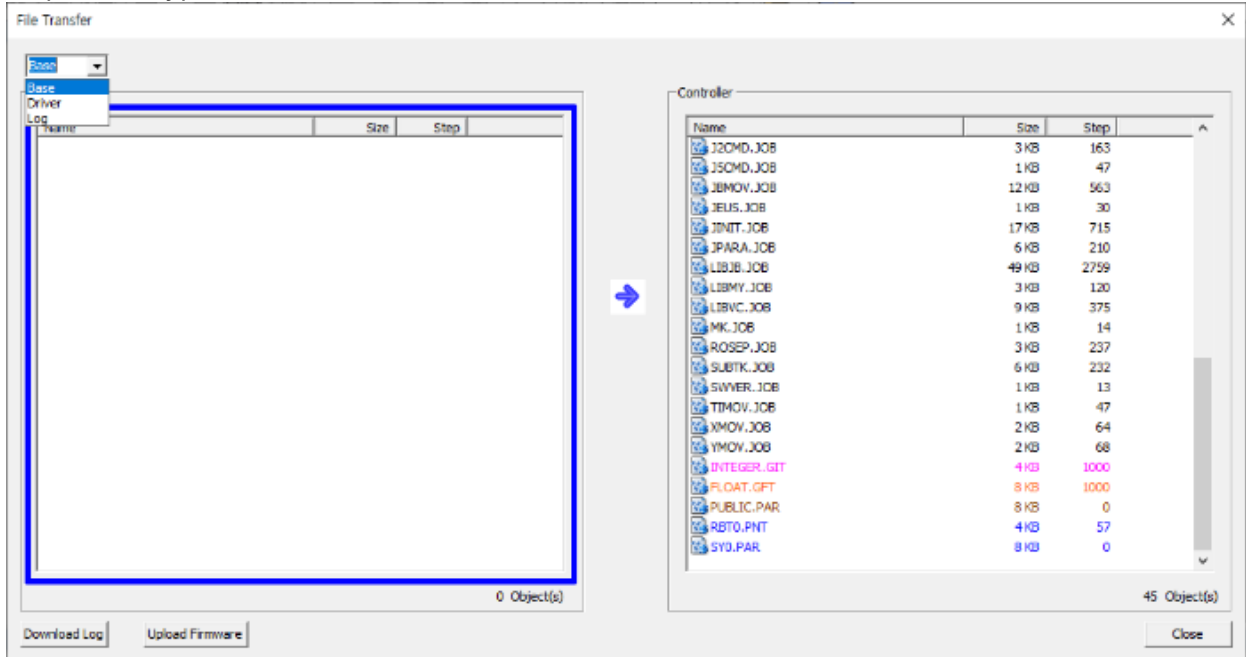 File Transfer
Base
Base
Driver
Log
Name Size Step
0 Object(s)
Controller
Name Size Step
J2CMD.JOB 3 KB 163
J5CMD.JOB 1 KB 47
JBMOV.JOB 12 KB 563
JEUS.JOB 1 KB 30
JINIT.JOB 17 KB 715
JPARA.JOB 6 KB 210
LIBJB.JOB 49 KB 2759
LIBMY.JOB 3 KB 120
LIBVC.JOB 9 KB 375
MK.JOB 1 KB 14
ROSEP.JOB 3 KB 237
SUBTK.JOB 6 KB 232
SWVER.JOB 1 KB 13
TIMOV.JOB 1 KB 47
XMOV.JOB 2 KB 64
YMOV.JOB 2 KB 68
INTEGER.GIT 4 KB 1000
FLOAT.GFT 8 KB 1000
PUBLIC.PAR 8 KB 0
RBT0.PNT 4 KB 57
SY0.PAR 8 KB 0
45 Object(s)
Download Log Upload Firmware Close